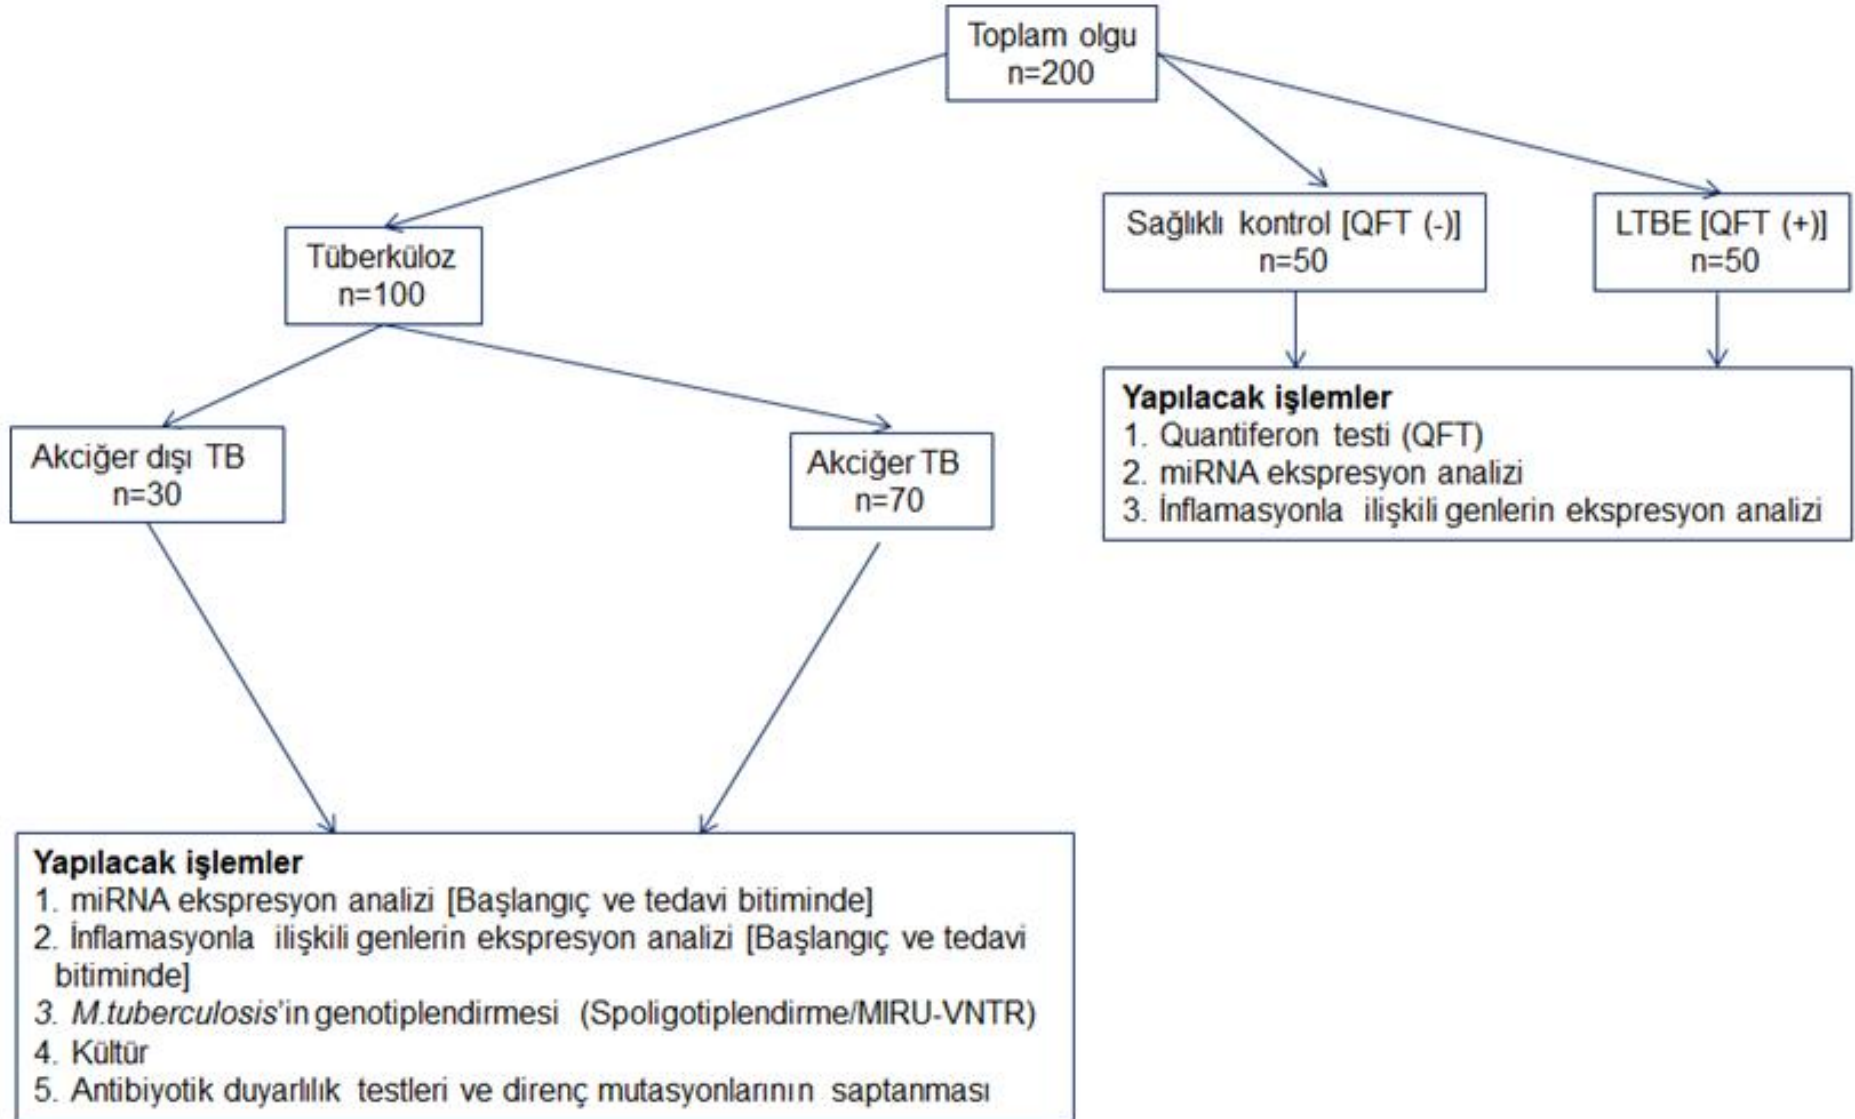 Toplam olgu
n=200
Sağlıklı kontrol [QFT (-)]
n=50
LTBE [QFT (+)]
n=50
Tüberküloz
n=100
Yapılacak işlemler
1. Quantiferon testi (QFT)
2. miRNA ekspresyon analizi
3. İnflamasyonla ilişkili genlerin ekspresyon analizi
Akciğer dışı TB
n=30
Akciğer TB
n=70
Yapılacak işlemler
1. miRNA ekspresyon analizi [Başlangıç ve tedavi bitiminde]
2. İnflamasyonla ilişkili genlerin ekspresyon analizi [Başlangıç ve tedavi
bitiminde]
3. M.tuberculosis'in genotiplendirmesi (Spoligotiplendirme/MIRU-VNTR)
4. Kültür
5. Antibiyotik duyarlılık testleri ve direnç mutasyonlarının saptanması